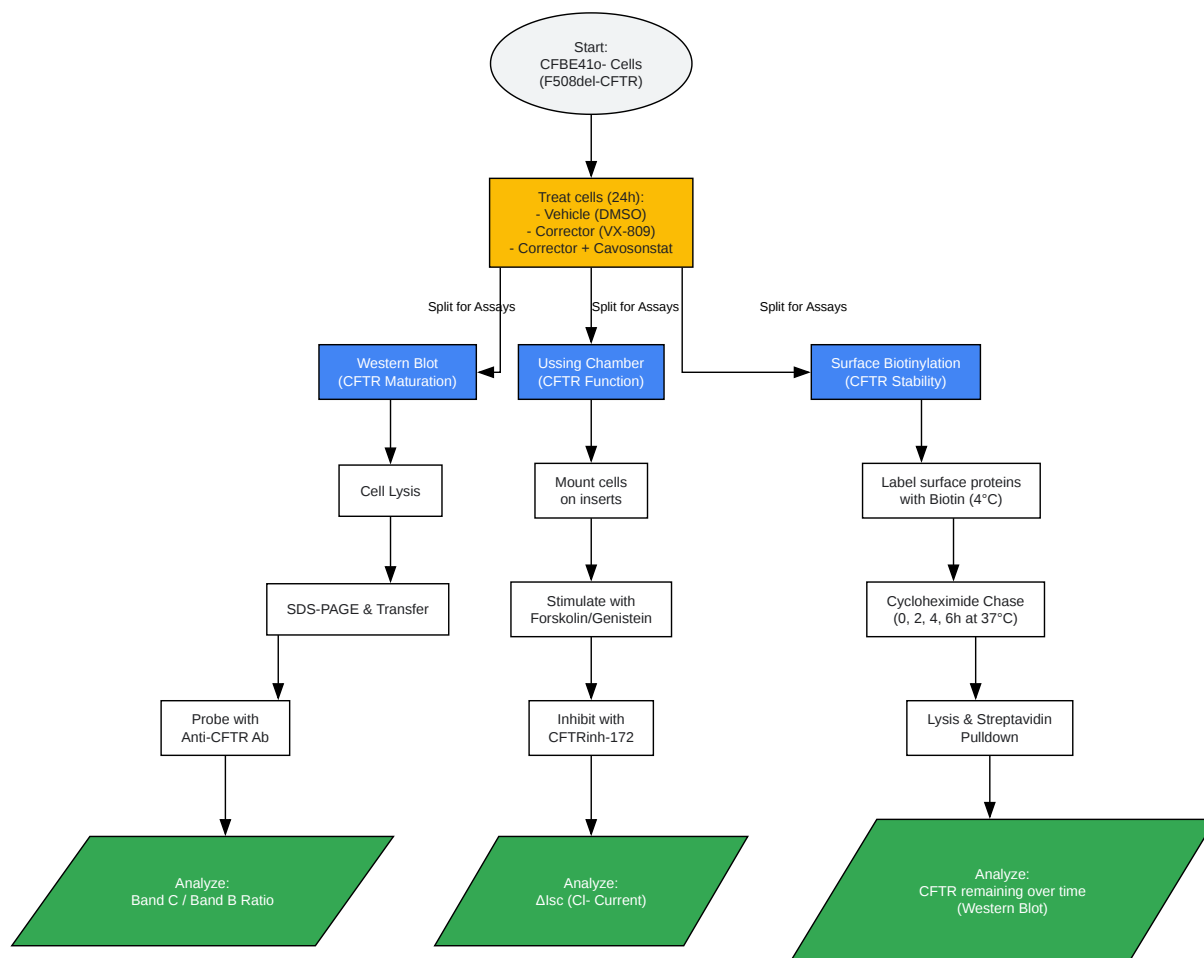 Start:
CFBE41o- Cells
(F508del-CFTR)
Treat cells (24h):
- Vehicle (DMSO)
- Corrector (VX-809)
- Corrector + Cavosonstat
Split for Assays
Split for Assays
Split for Assays
Western Blot
(CFTR Maturation)
Ussing Chamber
(CFTR Function)
Surface Biotinylation
(CFTR Stability)
Cell Lysis
Mount cells
on inserts
Label surface proteins
with Biotin (4°C)
SDS-PAGE & Transfer
Stimulate with
Forskolin/Genistein
Cycloheximide Chase
(0, 2, 4, 6h at 37°C)
Probe with
Anti-CFTR Ab
Inhibit with
CFTRinh-172
Lysis & Streptavidin
Pulldown
Analyze:
Band C / Band B Ratio
Analyze:
ΔIsc (Cl- Current)
Analyze:
CFTR remaining over time
(Western Blot)